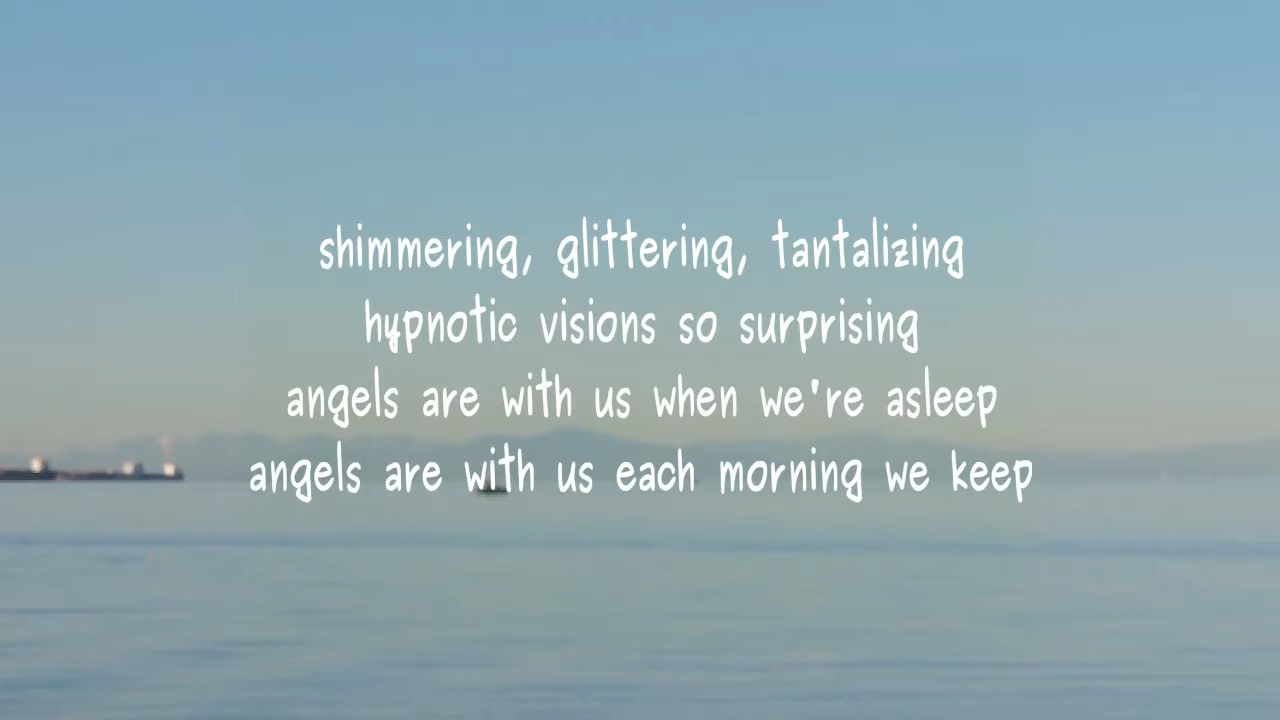 shimmering, glittering, tantalizing
hypnotic visions so surprising
angels are with us when we're asleep
angels are with us each morning we keep